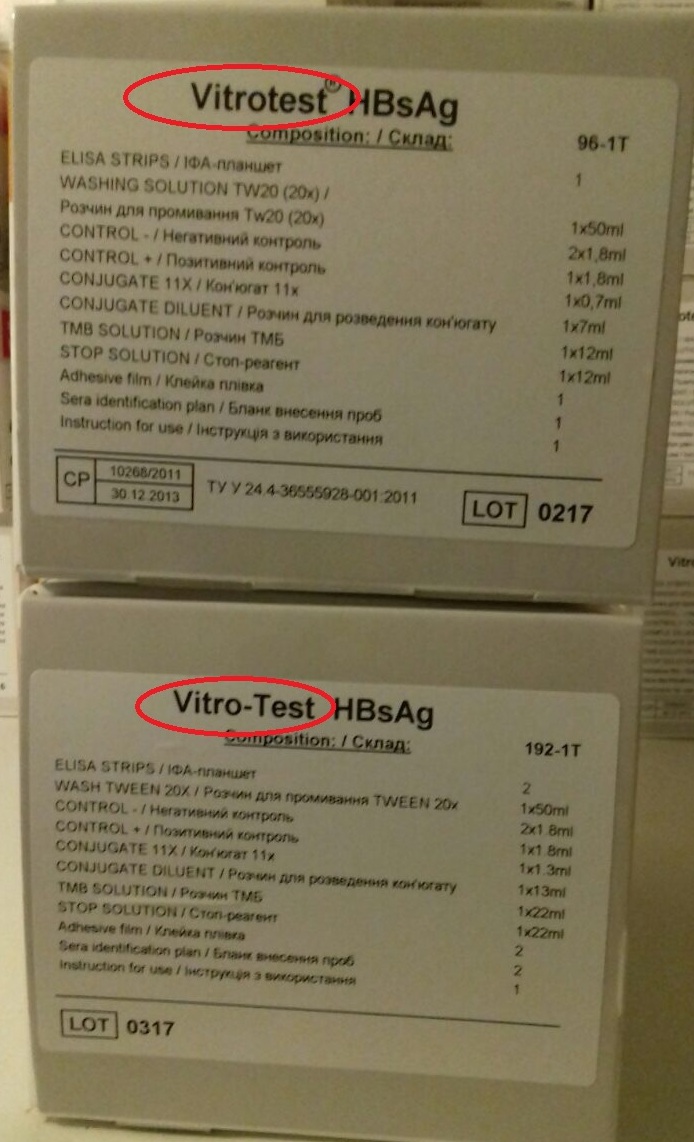 Vitrotest® HBsAg
Composition: / Склад:
96-1T
ELISA STRIPS / ІФА-планшет 1
WASHING SOLUTION TW20 (20x) /
Розчин для промивання Tw20 (20x) 1x50ml
CONTROL - / Негативний контроль 2x1,8ml
CONTROL + / Позитивний контроль 1x1,8ml
CONJUGATE 11X / Кон'югат 11x 1x0,7ml
CONJUGATE DILUENT / Розчин для розведення кон'югату 1x7ml
TMB SOLUTION / Розчин ТМБ 1x12ml
STOP SOLUTION / Стоп-реагент 1x12ml
Adhesive film / Клейка плівка 1
Sera identification plan / Бланк внесення проб 1
Instruction for use / Інструкція з використання 1
СР 10268/2011
30.12.2013
ТУ У 24.4-36555928-001:2011
LOT 0217
Vitro-Test HBsAg
Composition: / Склад:
192-1T
ELISA STRIPS / ІФА-планшет 2
WASH TWEEN 20X / Розчин для промивання TWEEN 20x 1x50ml
CONTROL - / Негативний контроль 2x1.8ml
CONTROL + / Позитивний контроль 1x1.8ml
CONJUGATE 11X / Кон'югат 11x 1x1.3ml
CONJUGATE DILUENT / Розчин для розведення кон'югату 1x13ml
TMB SOLUTION / Розчин ТМБ 1x22ml
STOP SOLUTION / Стоп-реагент 1x22ml
Adhesive film / Клейка плівка 2
Sera identification plan / Бланк внесення проб 2
Instruction for use / Інструкція з використання 1
LOT 0317